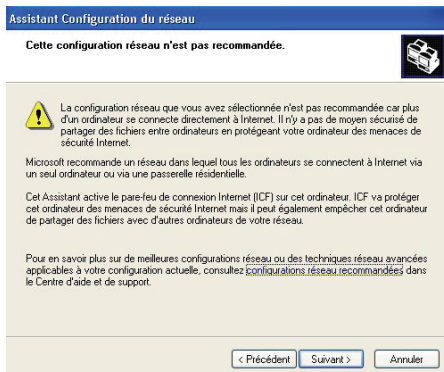 Assistant Configuration du réseau
Cette configuration réseau n'est pas recommandée.
La configuration réseau que vous avez sélectionnée n'est pas recommandée car plus
d'un ordinateur se connecte directement à Internet. Il n'y a pas de moyen sécurisé de
partager des fichiers entre ordinateurs en protégeant votre ordinateur des menaces de
sécurité Internet.
Microsoft recommande un réseau dans lequel tous les ordinateurs se connectent à Internet via
un seul ordinateur ou via une passerelle résidentielle.
Cet Assistant active le pare-feu de connexion Internet (ICF) sur cet ordinateur. ICF va protéger
cet ordinateur des menaces de sécurité Internet mais il peut également empêcher cet ordinateur
de partager des fichiers avec d'autres ordinateurs de votre réseau.
Pour en savoir plus sur de meilleures configurations réseau ou des techniques réseau avancées
applicables à votre configuration actuelle, consultez configurations réseau recommandées dans
le Centre d'aide et de support.
< Précédent Suivant > Annuler